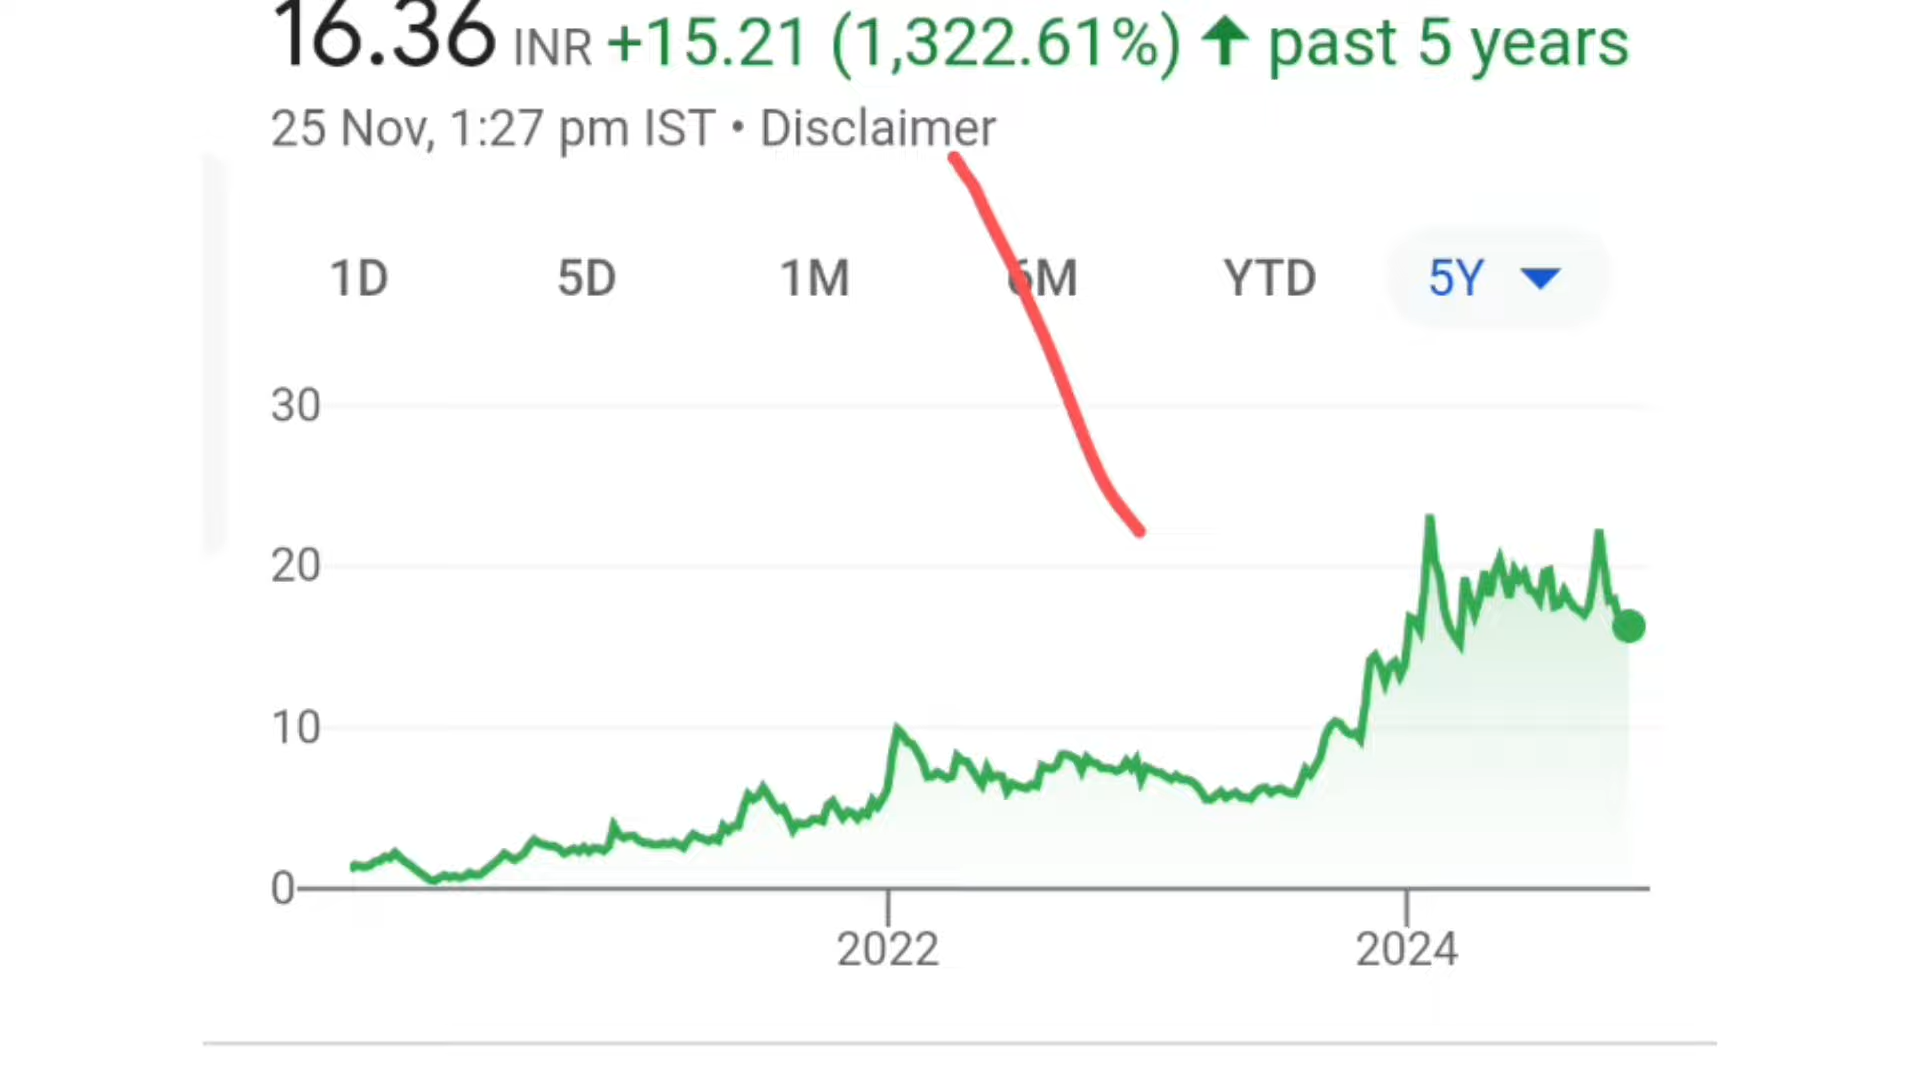 16.36 INR +15.21 (1,322.61%) ↑ past 5 years
25 Nov, 1:27 pm IST • Disclaimer
1D 5D 1M 6M YTD 5Y
30
20
10
0
2022 2024